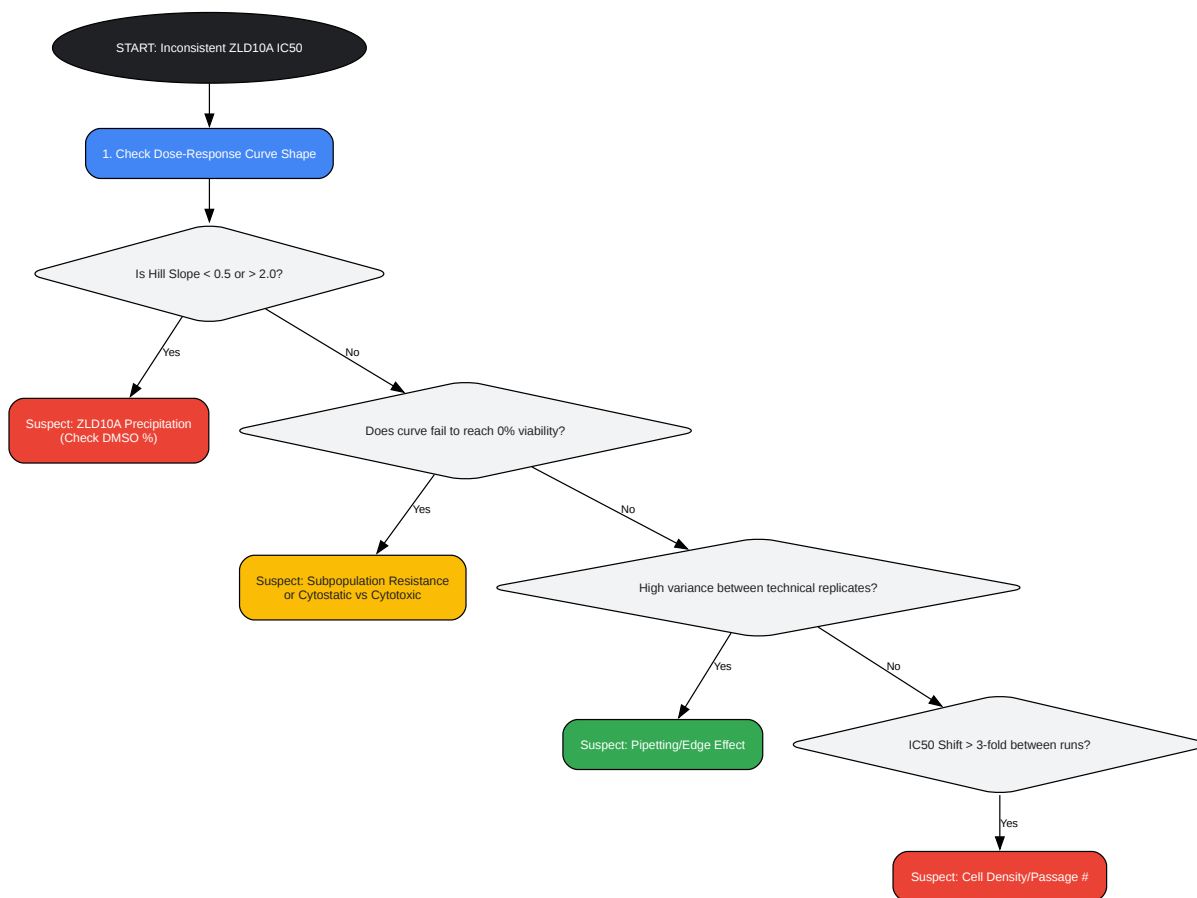 START: Inconsistent ZLD10A IC50
1. Check Dose-Response Curve Shape
Is Hill Slope < 0.5 or > 2.0?
Yes
No
Suspect: ZLD10A Precipitation
(Check DMSO %)
Does curve fail to reach 0% viability?
Yes
No
Suspect: Subpopulation Resistance
or Cytostatic vs Cytotoxic
High variance between technical replicates?
Yes
No
Suspect: Pipetting/Edge Effect
IC50 Shift > 3-fold between runs?
Yes
Suspect: Cell Density/Passage #